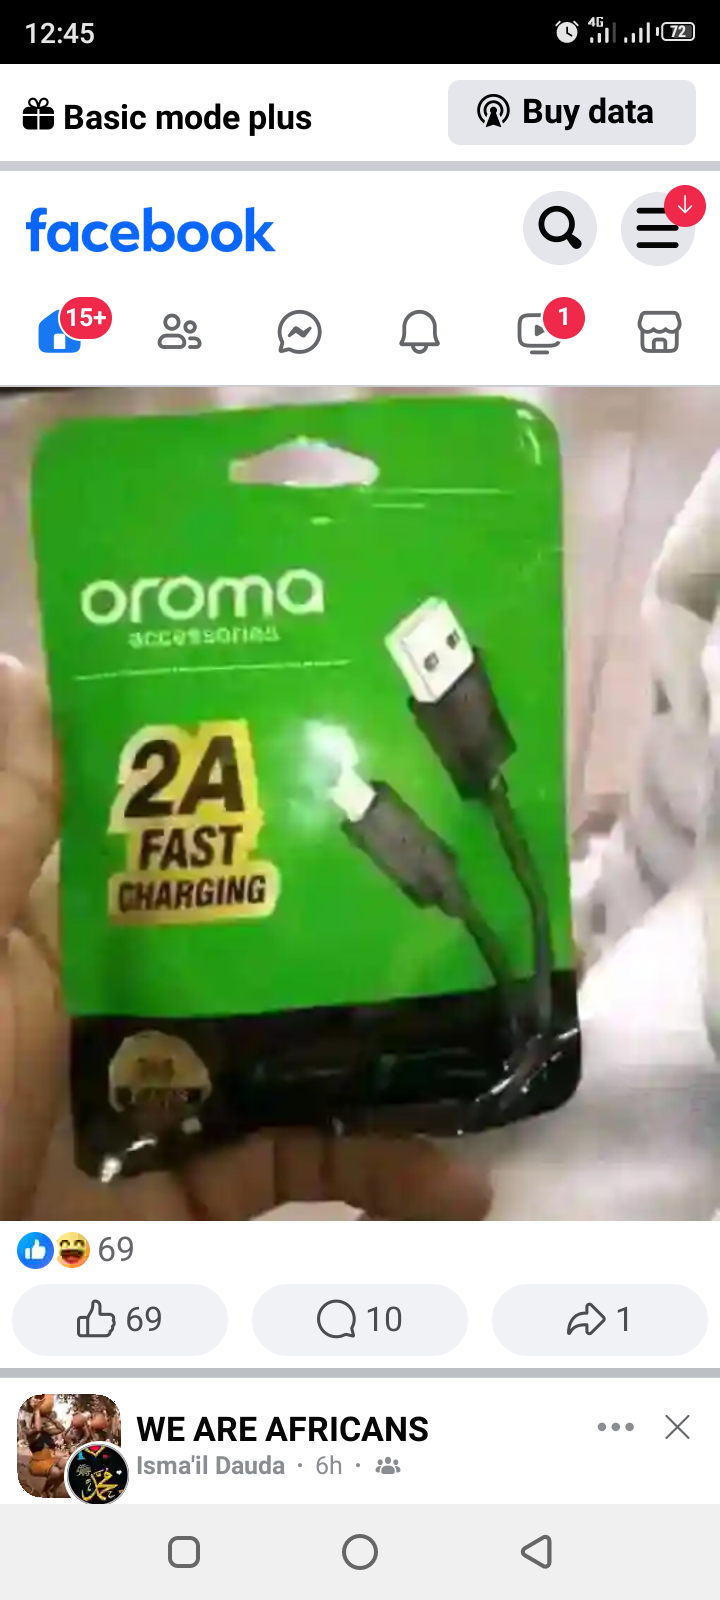 12:45
4G
72
Basic mode plus
Buy data
facebook
15+
1
oroma
accessories
2A
FAST
CHARGING
69
69
10
1
WE ARE AFRICANS
Isma'il Dauda · 6h ·